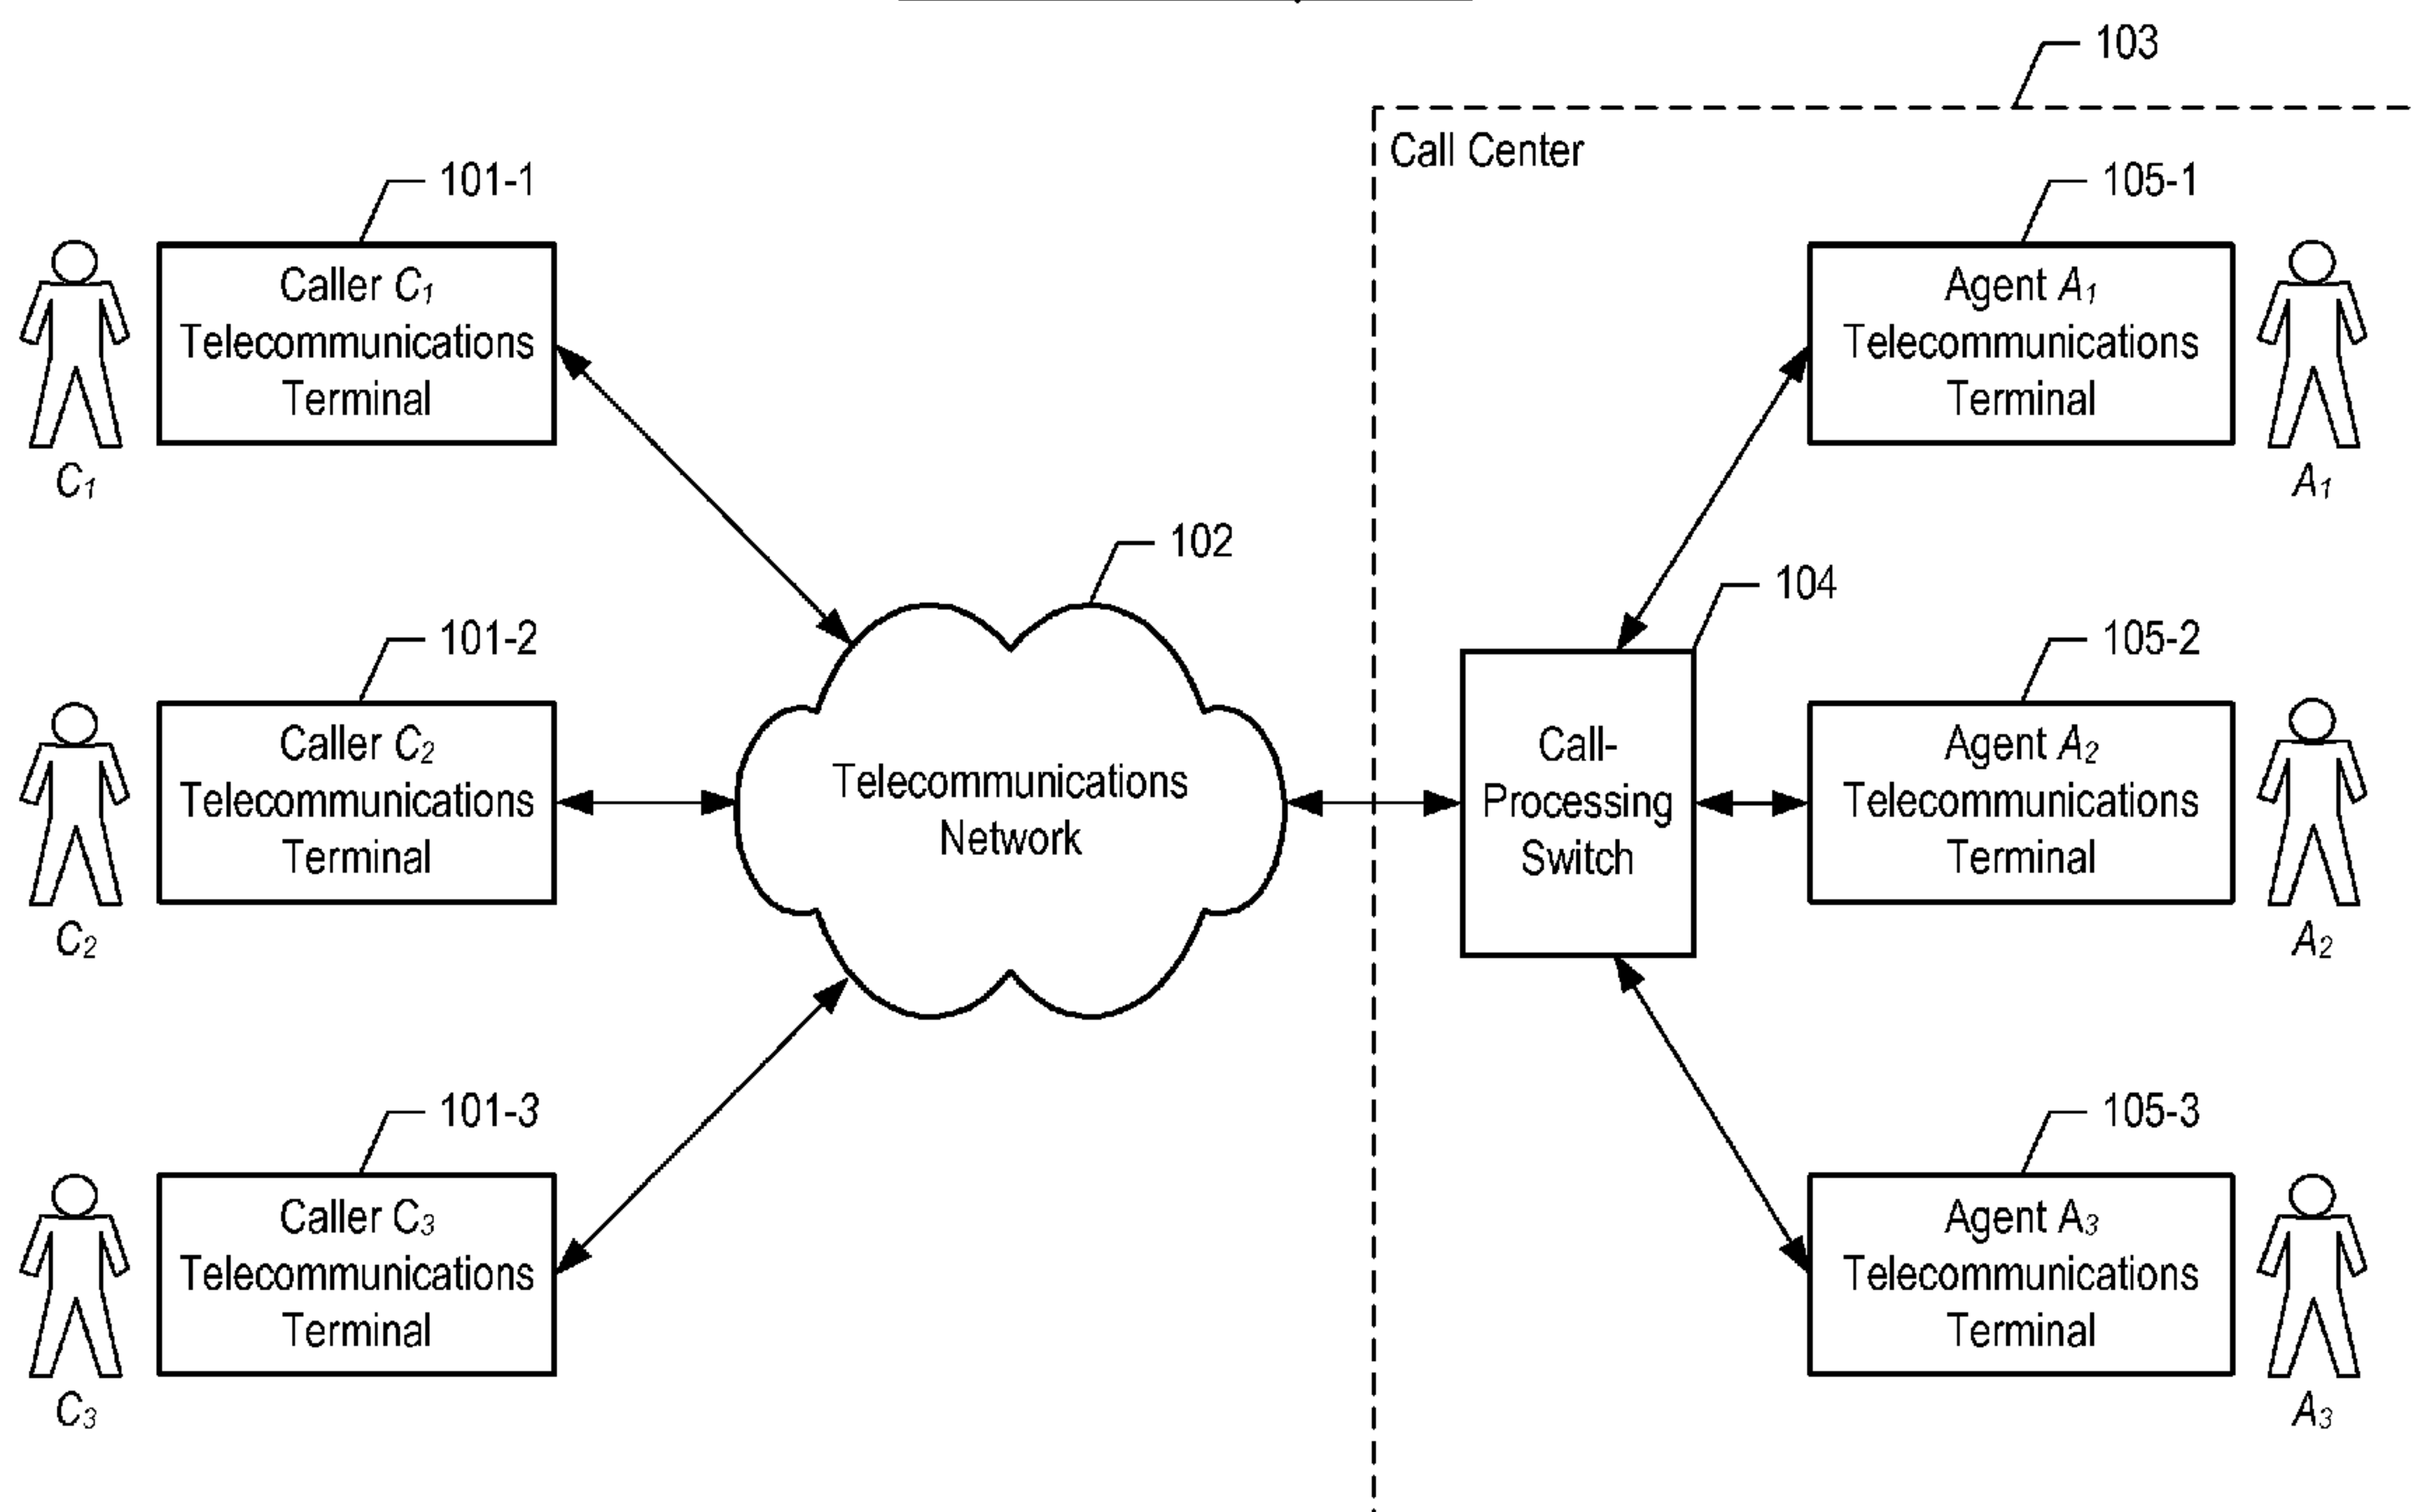 103
Call Center
101-1
105-1
Caller C1
Telecommunications
Terminal
Agent A1
Telecommunications
Terminal
C1
A1
102
104
101-2
105-2
Caller C2
Telecommunications
Terminal
Telecommunications
Network
Call-
Processing
Switch
Agent A2
Telecommunications
Terminal
C2
A2
101-3
105-3
Caller C3
Telecommunications
Terminal
Agent A3
Telecommunications
Terminal
C3
A3